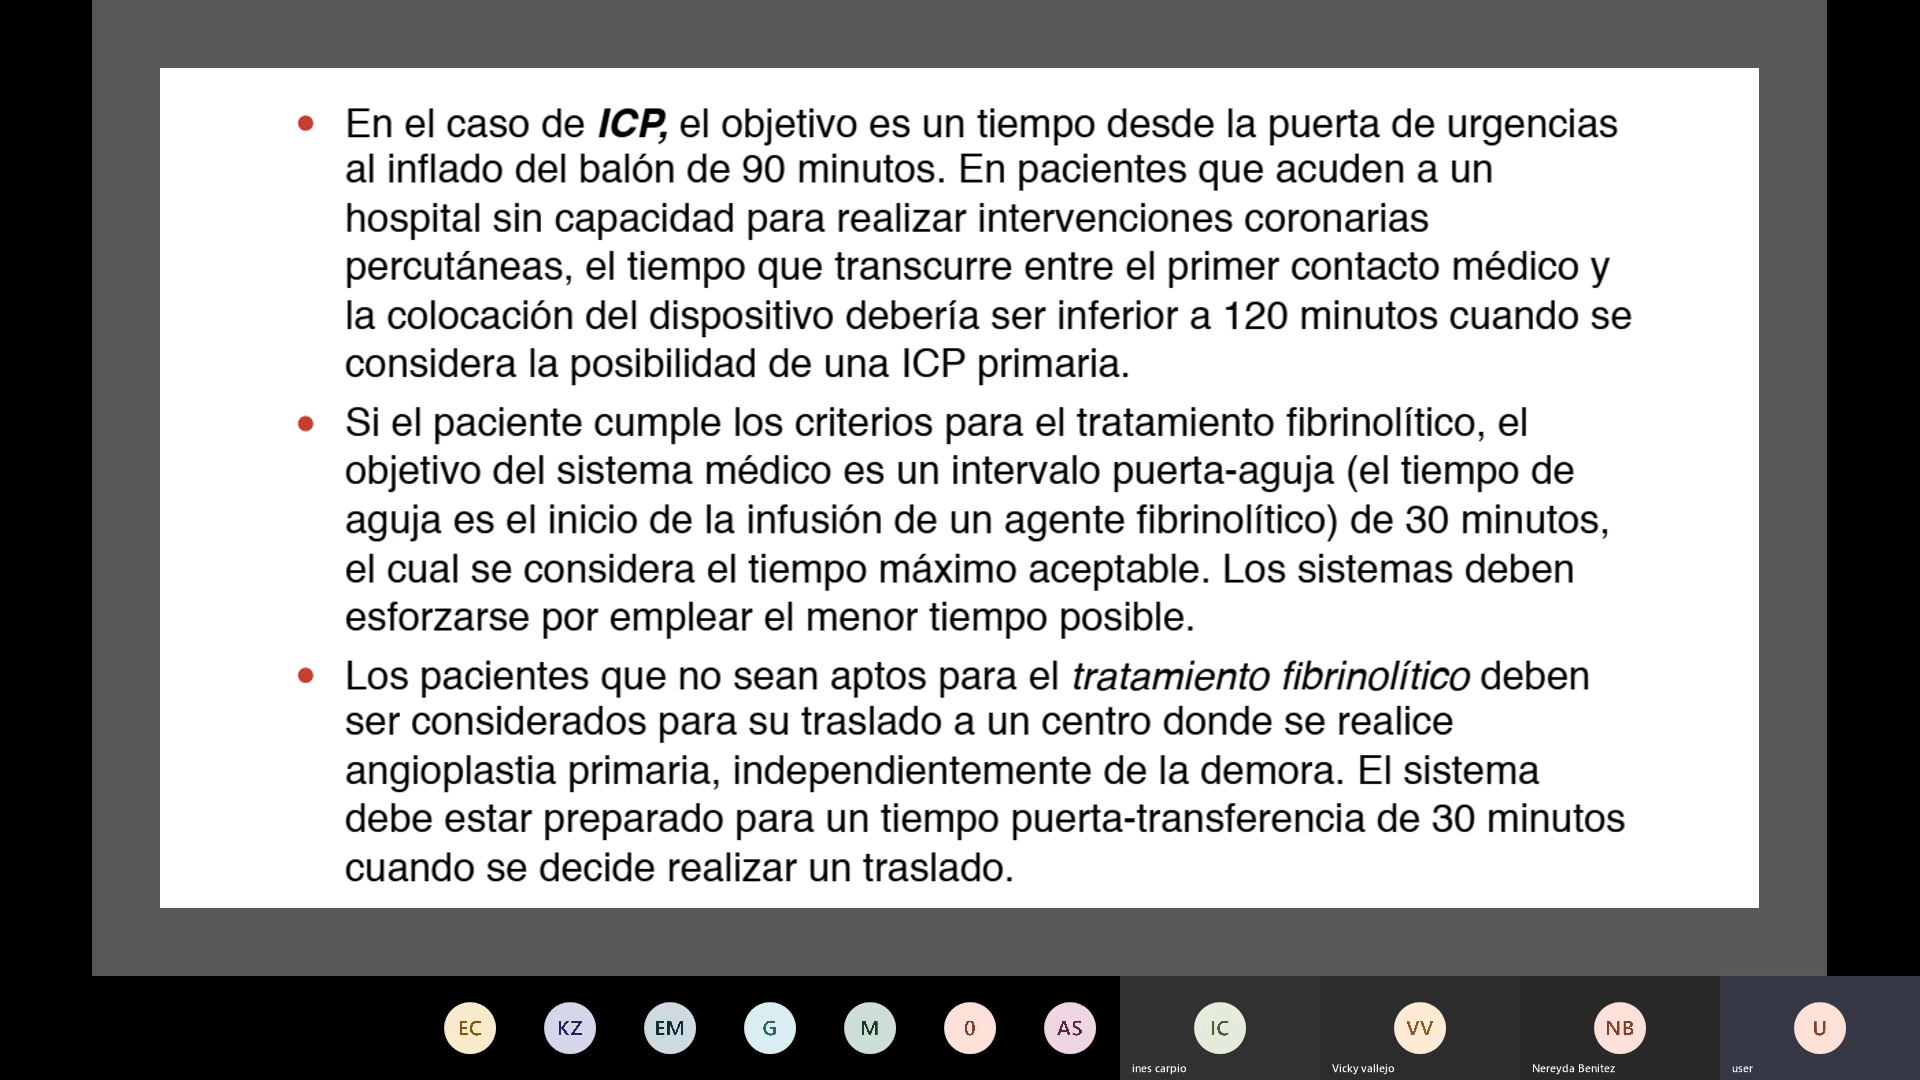 En el caso de ICP, el objetivo es un tiempo desde la puerta de urgencias
al inflado del balón de 90 minutos. En pacientes que acuden a un
hospital sin capacidad para realizar intervenciones coronarias
percutáneas, el tiempo que transcurre entre el primer contacto médico y
la colocación del dispositivo debería ser inferior a 120 minutos cuando se
considera la posibilidad de una ICP primaria.
Si el paciente cumple los criterios para el tratamiento fibrinolítico, el
objetivo del sistema médico es un intervalo puerta-aguja (el tiempo de
aguja es el inicio de la infusión de un agente fibrinolítico) de 30 minutos,
el cual se considera el tiempo máximo aceptable. Los sistemas deben
esforzarse por emplear el menor tiempo posible.
Los pacientes que no sean aptos para el tratamiento fibrinolítico deben
ser considerados para su traslado a un centro donde se realice
angioplastia primaria, independientemente de la demora. El sistema
debe estar preparado para un tiempo puerta-transferencia de 30 minutos
cuando se decide realizar un traslado.
EC KZ EM G M 0 AS IC VV NB U
ines carpio Vicky vallejo Nereyda Benitez user